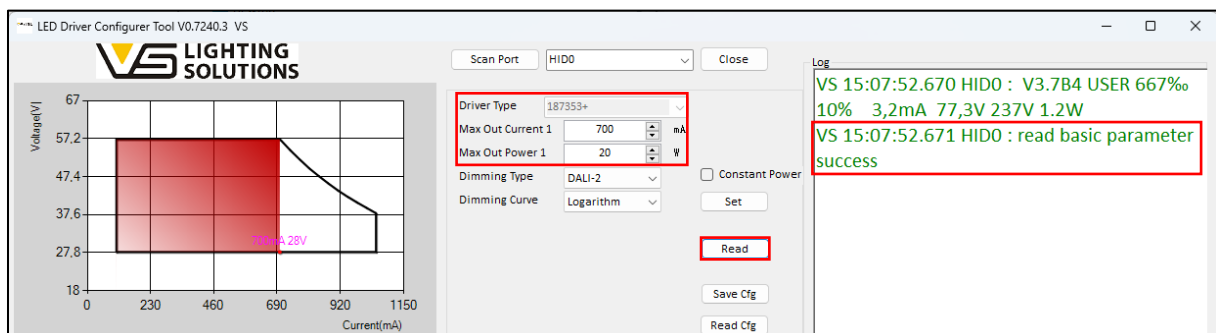 LED Driver Configurer Tool V0.7240.3 VS
VS LIGHTING
SOLUTIONS
Scan Port
HID0
Close
Voltage[V]
67
57,2
47,4
37,6
27,8
18
700mA 28V
0
230
460
690
920
1150
Current(mA)
Driver Type
187353+
Max Out Current 1
700
mA
Max Out Power 1
20
W
Dimming Type
DALI-2
Constant Power
Dimming Curve
Logarithm
Set
Read
Save Cfg
Read Cfg
Log
VS 15:07:52.670 HID0 : V3.7B4 USER 667‰
10% 3,2mA 77,3V 237V 1.2W
VS 15:07:52.671 HID0 : read basic parameter
success